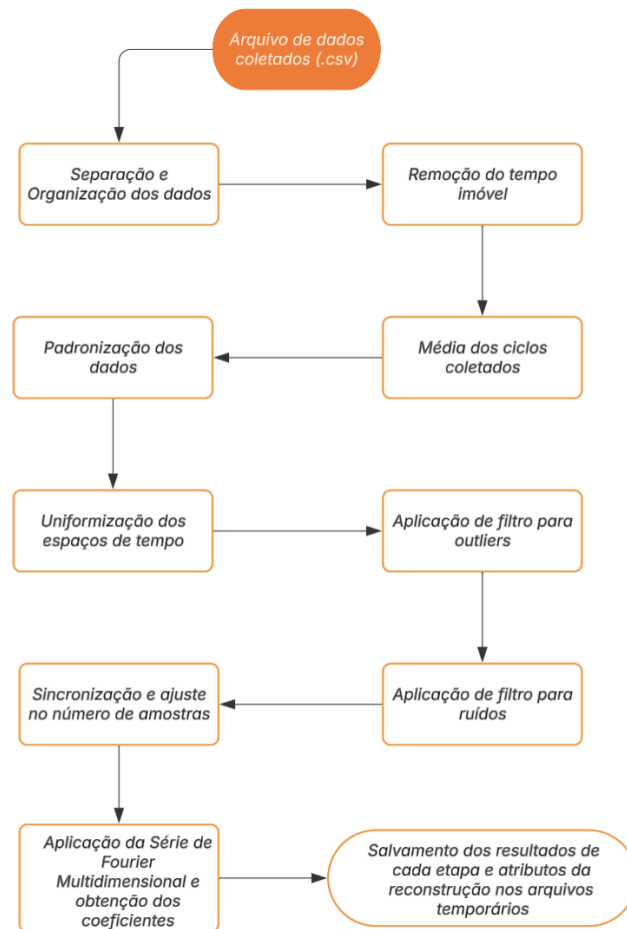 Arquivo de dados
coletados (.csv)
Separação e
Organização dos dados
Remoção do tempo
imóvel
Média dos ciclos
coletados
Padronização dos
dados
Uniformização dos
espaços de tempo
Aplicação de filtro para
outliers
Aplicação de filtro para
ruídos
Sincronização e ajuste
no número de amostras
Aplicação da Série de
Fourier
Multidimensional e
obtenção dos
coeficientes
Salvamento dos resultados de
cada etapa e atributos da
reconstrução nos arquivos
temporários